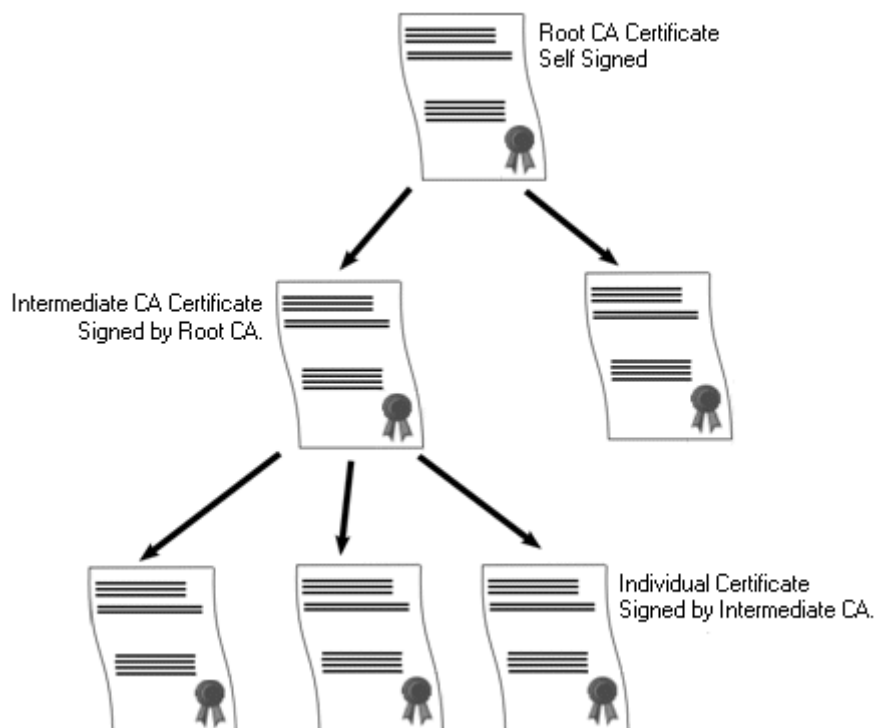 Root CA Certificate
Self Signed
Intermediate CA Certificate
Signed by Root CA.
Individual Certificate
Signed by Intermediate CA.